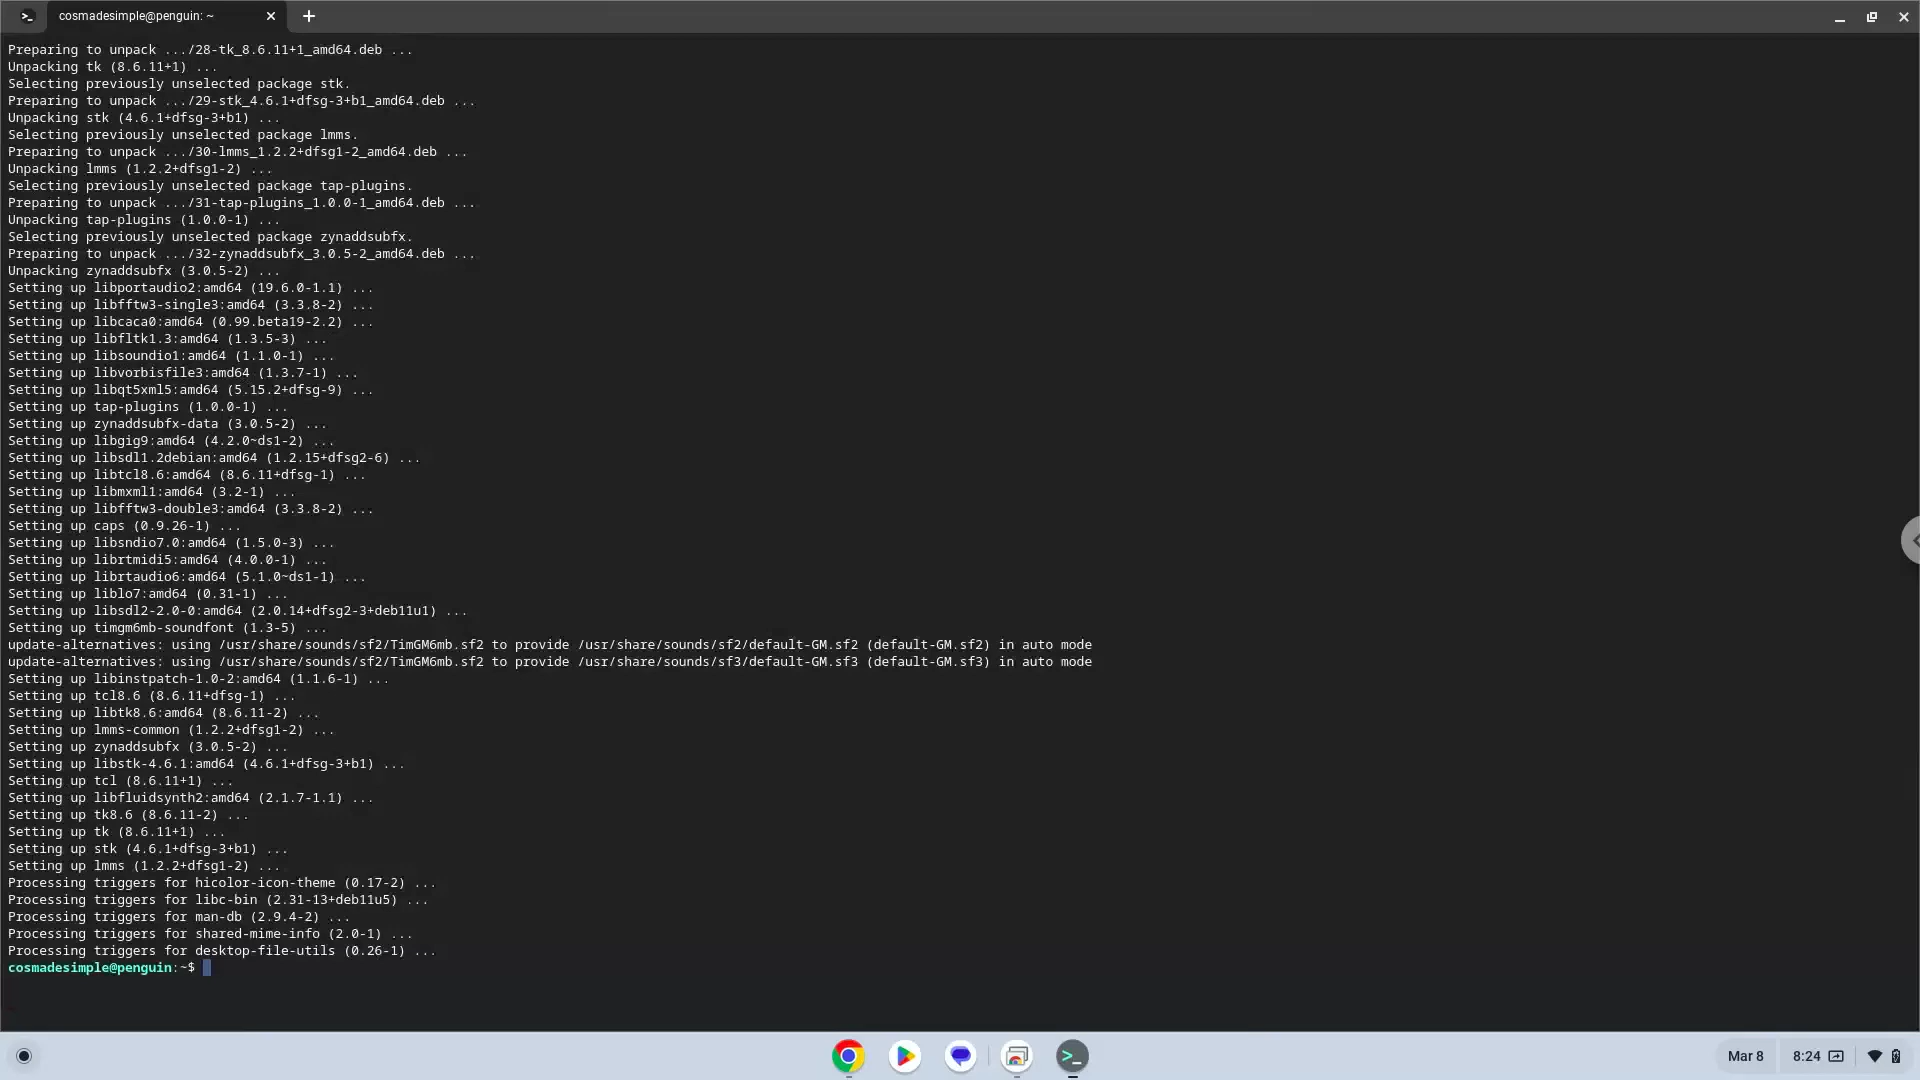 cosmadesimple@penguin: ~
Preparing to unpack .../28-tk_8.6.11+1_amd64.deb ...
Unpacking tk (8.6.11+1) ...
Selecting previously unselected package stk.
Preparing to unpack .../29-stk_4.6.1+dfsg-3+b1_amd64.deb ...
Unpacking stk (4.6.1+dfsg-3+b1) ...
Selecting previously unselected package lmms.
Preparing to unpack .../30-lmms_1.2.2+dfsg1-2_amd64.deb ...
Unpacking lmms (1.2.2+dfsg1-2) ...
Selecting previously unselected package tap-plugins.
Preparing to unpack .../31-tap-plugins_1.0.0-1_amd64.deb ...
Unpacking tap-plugins (1.0.0-1) ...
Selecting previously unselected package zynaddsubfx.
Preparing to unpack .../32-zynaddsubfx_3.0.5-2_amd64.deb ...
Unpacking zynaddsubfx (3.0.5-2) ...
Setting up libportaudio2:amd64 (19.6.0-1.1) ...
Setting up libfftw3-single3:amd64 (3.3.8-2) ...
Setting up libcaca0:amd64 (0.99.beta19-2.2) ...
Setting up libfltk1.3:amd64 (1.3.5-3) ...
Setting up libsoundio1:amd64 (1.1.0-1) ...
Setting up libvorbisfile3:amd64 (1.3.7-1) ...
Setting up libqt5xml5:amd64 (5.15.2+dfsg-9) ...
Setting up tap-plugins (1.0.0-1) ...
Setting up zynaddsubfx-data (3.0.5-2) ...
Setting up libgig9:amd64 (4.2.0~ds1-2) ...
Setting up libsdl1.2debian:amd64 (1.2.15+dfsg2-6) ...
Setting up libtcl8.6:amd64 (8.6.11+dfsg-1) ...
Setting up libmxml1:amd64 (3.2-1) ...
Setting up libfftw3-double3:amd64 (3.3.8-2) ...
Setting up caps (0.9.26-1) ...
Setting up libsndio7.0:amd64 (1.5.0-3) ...
Setting up librtmidi5:amd64 (4.0.0-1) ...
Setting up librtaudio6:amd64 (5.1.0~ds1-1) ...
Setting up liblo7:amd64 (0.31-1) ...
Setting up libsdl2-2.0-0:amd64 (2.0.14+dfsg2-3+deb11u1) ...
Setting up timgm6mb-soundfont (1.3-5) ...
update-alternatives: using /usr/share/sounds/sf2/TimGM6mb.sf2 to provide /usr/share/sounds/sf2/default-GM.sf2 (default-GM.sf2) in auto mode
update-alternatives: using /usr/share/sounds/sf2/TimGM6mb.sf2 to provide /usr/share/sounds/sf3/default-GM.sf3 (default-GM.sf3) in auto mode
Setting up libinstpatch-1.0-2:amd64 (1.1.6-1) ...
Setting up tcl8.6 (8.6.11+dfsg-1) ...
Setting up libtk8.6:amd64 (8.6.11-2) ...
Setting up lmms-common (1.2.2+dfsg1-2) ...
Setting up zynaddsubfx (3.0.5-2) ...
Setting up libstk-4.6.1:amd64 (4.6.1+dfsg-3+b1) ...
Setting up tcl (8.6.11+1) ...
Setting up libfluidsynth2:amd64 (2.1.7-1.1) ...
Setting up tk8.6 (8.6.11-2) ...
Setting up tk (8.6.11+1) ...
Setting up stk (4.6.1+dfsg-3+b1) ...
Setting up lmms (1.2.2+dfsg1-2) ...
Processing triggers for hicolor-icon-theme (0.17-2) ...
Processing triggers for libc-bin (2.31-13+deb11u5) ...
Processing triggers for man-db (2.9.4-2) ...
Processing triggers for shared-mime-info (2.0-1) ...
Processing triggers for desktop-file-utils (0.26-1) ...
cosmadesimple@penguin:~$
Mar 8
8:24